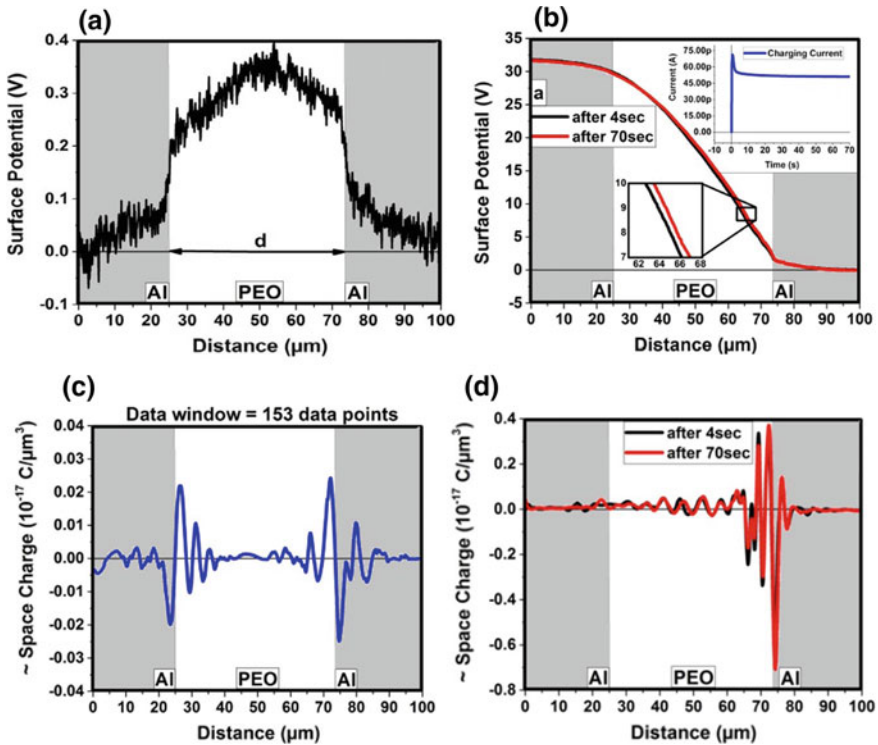 (a)
0.4
0.3
0.2
0.1
0.0
-0.1
Surface Potential (V)
d
Al PEO Al
0 10 20 30 40 50 60 70 80 90 100
Distance (µm)
(b)
35
30
25
20
15
10
5
0
-5
Surface Potential (V)
a
after 4sec
after 70sec
75.00p
60.00p
45.00p
30.00p
15.00p
0.00
Current (A)
Charging Current
-10 0 10 20 30 40 50 60 70
Time (s)
10
9
8
7
62 64 66 68
Al PEO Al
0 10 20 30 40 50 60 70 80 90 100
Distance (µm)
(c)
Data window = 153 data points
0.04
0.03
0.02
0.01
0.00
-0.01
-0.02
-0.03
-0.04
~ Space Charge (10⁻¹⁷ C/µm³)
Al PEO Al
0 10 20 30 40 50 60 70 80 90 100
Distance (µm)
(d)
0.4
0.2
0.0
-0.2
-0.4
-0.6
-0.8
~ Space Charge (10⁻¹⁷ C/µm³)
after 4sec
after 70sec
Al PEO Al
0 10 20 30 40 50 60 70 80 90 100
Distance (µm)